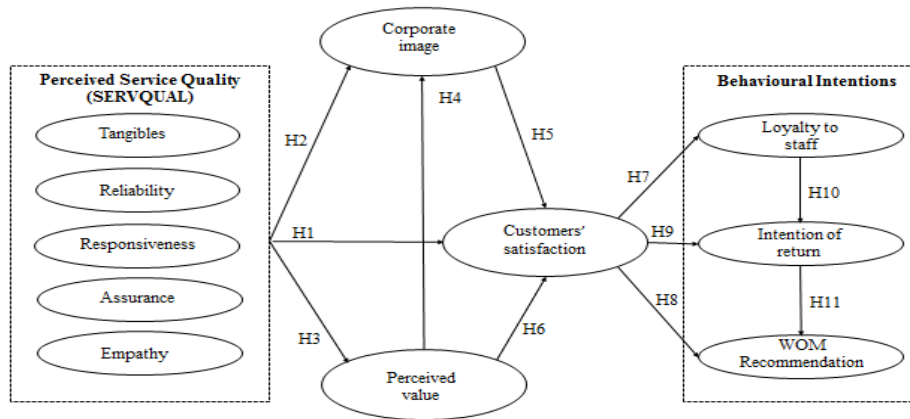 Perceived Service Quality
(SERVQUAL)
Tangibles
Reliability
Responsiveness
Assurance
Empathy
Corporate
image
H2
H4
H5
H1
H3
H6
Perceived
value
Customers'
satisfaction
H7
H9
H8
Behavioural Intentions
Loyalty to
staff
H10
Intention of
return
H11
WOM
Recommendation